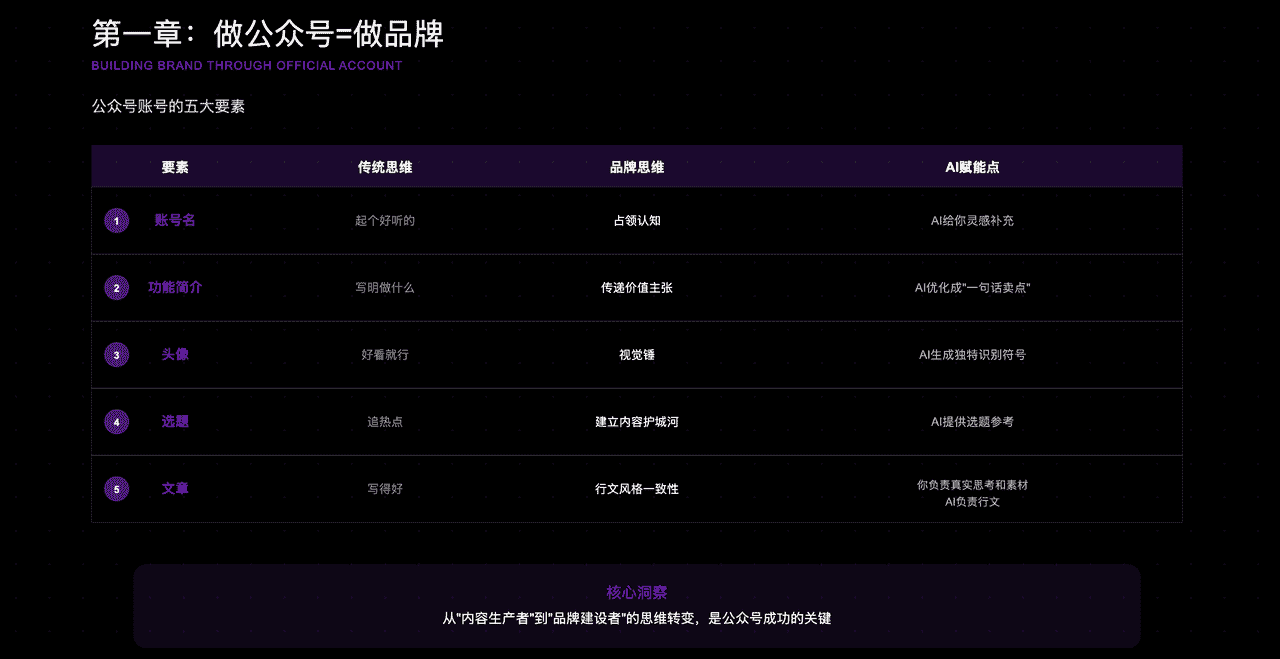 第一章：做公众号=做品牌
BUILDING BRAND THROUGH OFFICIAL ACCOUNT
公众号账号的五大要素
要素 传统思维 品牌思维 AI赋能点
1 账号名 起个好听的 占领认知 AI给你灵感补充
2 功能简介 写明做什么 传递价值主张 AI优化成"一句话卖点"
3 头像 好看就行 视觉锤 AI生成独特识别符号
4 选题 追热点 建立内容护城河 AI提供选题参考
5 文章 写得好 行文风格一致性 你负责真实思考和素材
AI负责行文
核心洞察
从"内容生产者"到"品牌建设者"的思维转变，是公众号成功的关键